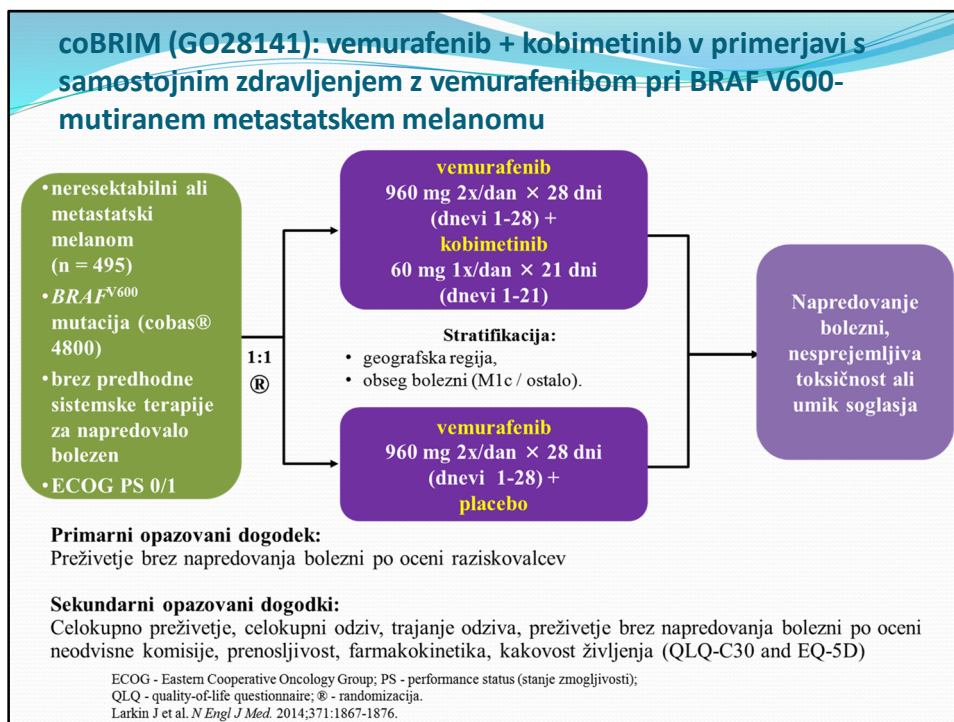 coBRIM (GO28141): vemurafenib + kobimetinib v primerjavi s
samostojnim zdravljenjem z vemurafenibom pri BRAF V600-
mutiranem metastatskem melanomu
• neresektabilni ali
metastatski
melanom
(n = 495)
• BRAFV600
mutacija (cobas®
4800)
• brez predhodne
sistemske terapije
za napredovalo
bolezen
• ECOG PS 0/1
1:1
®
vemurafenib
960 mg 2x/dan × 28 dni
(dnevi 1-28) +
kobimetinib
60 mg 1x/dan × 21 dni
(dnevi 1-21)
Stratifikacija:
• geografska regija,
• obseg bolezni (M1c / ostalo).
vemurafenib
960 mg 2x/dan × 28 dni
(dnevi 1-28) +
placebo
Napredovanje
bolezni,
nesprejemljiva
toksičnost ali
umik soglasja
Primarni opazovani dogodek:
Preživetje brez napredovanja bolezni po oceni raziskovalcev
Sekundarni opazovani dogodki:
Celokupno preživetje, celokupni odziv, trajanje odziva, preživetje brez napredovanja bolezni po oceni
neodvisne komisije, prenosljivost, farmakokinetika, kakovost življenja (QLQ-C30 and EQ-5D)
ECOG - Eastern Cooperative Oncology Group; PS - performance status (stanje zmogljivosti);
QLQ - quality-of-life questionnaire; ® - randomizacija.
Larkin J et al. N Engl J Med. 2014;371:1867-1876.